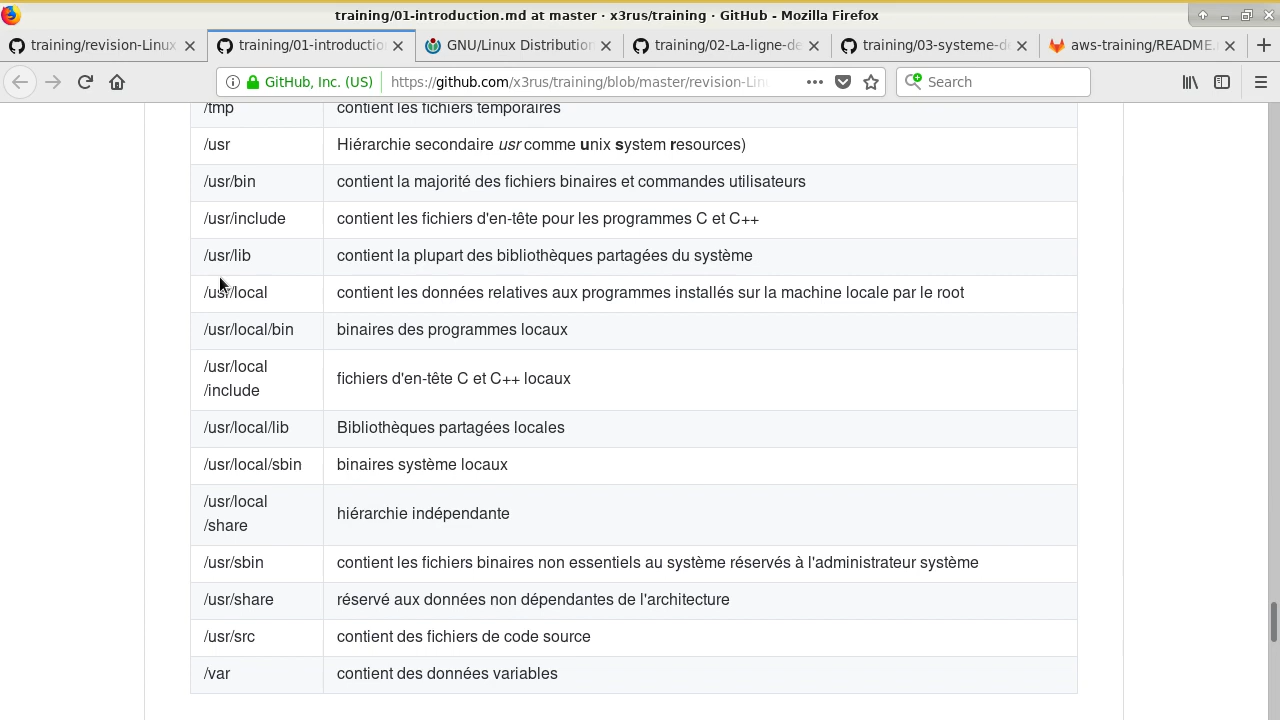 training/01-introduction.md at master · x3rus/training · GitHub - Mozilla Firefox
training/revision-Linux
training/01-introduction
GNU/Linux Distribution
training/02-La-ligne-de
training/03-systeme-d
aws-training/README.
GitHub, Inc. (US)
https://github.com/x3rus/training/blob/master/revision-Lin
Search
/tmp contient les fichiers temporaires
/usr Hiérarchie secondaire usr comme unix system resources)
/usr/bin contient la majorité des fichiers binaires et commandes utilisateurs
/usr/include contient les fichiers d'en-tête pour les programmes C et C++
/usr/lib contient la plupart des bibliothèques partagées du système
/usr/local contient les données relatives aux programmes installés sur la machine locale par le root
/usr/local/bin binaires des programmes locaux
/usr/local
/include
fichiers d'en-tête C et C++ locaux
/usr/local/lib Bibliothèques partagées locales
/usr/local/sbin binaires système locaux
/usr/local
/share
hiérarchie indépendante
/usr/sbin contient les fichiers binaires non essentiels au système réservés à l'administrateur système
/usr/share réservé aux données non dépendantes de l'architecture
/usr/src contient des fichiers de code source
/var contient des données variables